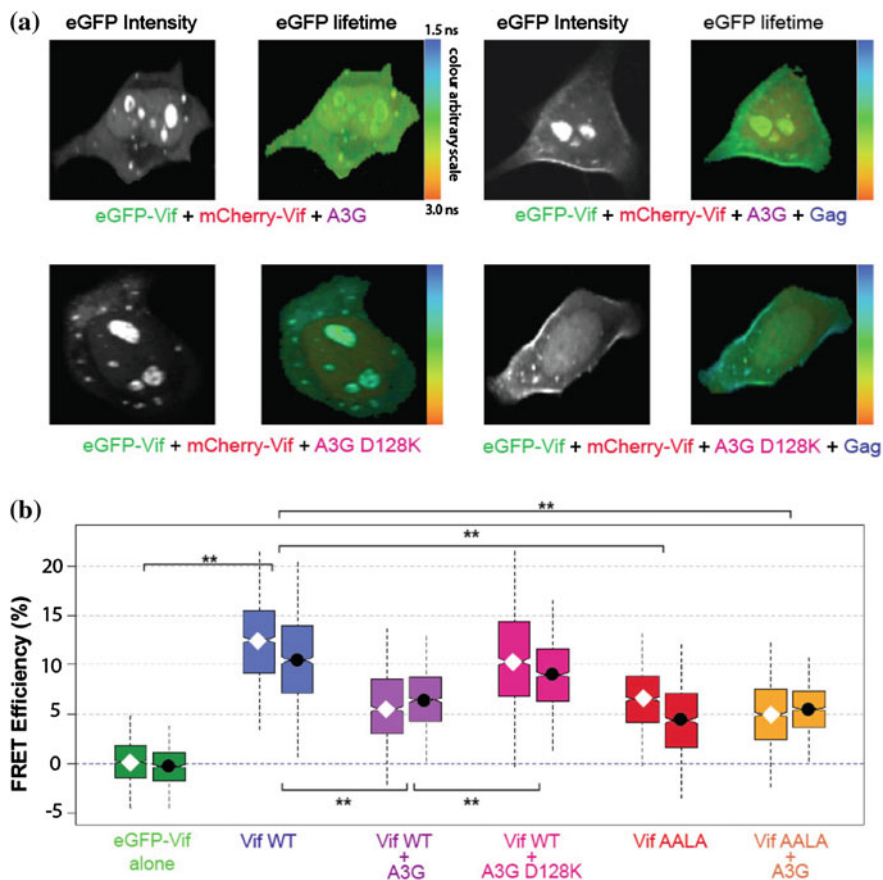 (a)
eGFP Intensity
eGFP lifetime
eGFP Intensity
eGFP lifetime
1.5 ns
colour arbitrary scale
3.0 ns
eGFP-Vif + mCherry-Vif + A3G
eGFP-Vif + mCherry-Vif + A3G + Gag
eGFP-Vif + mCherry-Vif + A3G D128K
eGFP-Vif + mCherry-Vif + A3G D128K + Gag
(b)
FRET Efficiency (%)
20
15
10
5
0
-5
**
**
**
**
**
eGFP-Vif
alone
Vif WT
Vif WT
+
A3G
Vif WT
+
A3G D128K
Vif AALA
Vif AALA
+
A3G